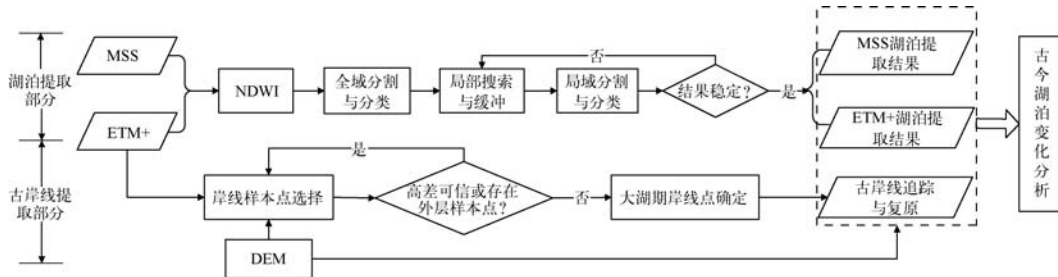 湖泊提取
部分
古岸线提
取部分
MSS
ETM+
NDWI
全域分割
与分类
局部搜索
与缓冲
局域分割
与分类
否
结果稳定？
是
MSS湖泊提
取结果
ETM+湖泊提
取结果
是
岸线样本点选择
高差可信或存在
外层样本点？
否
大湖期岸线点确定
古岸线追踪
与复原
DEM
古
今
湖
泊
变
化
分
析